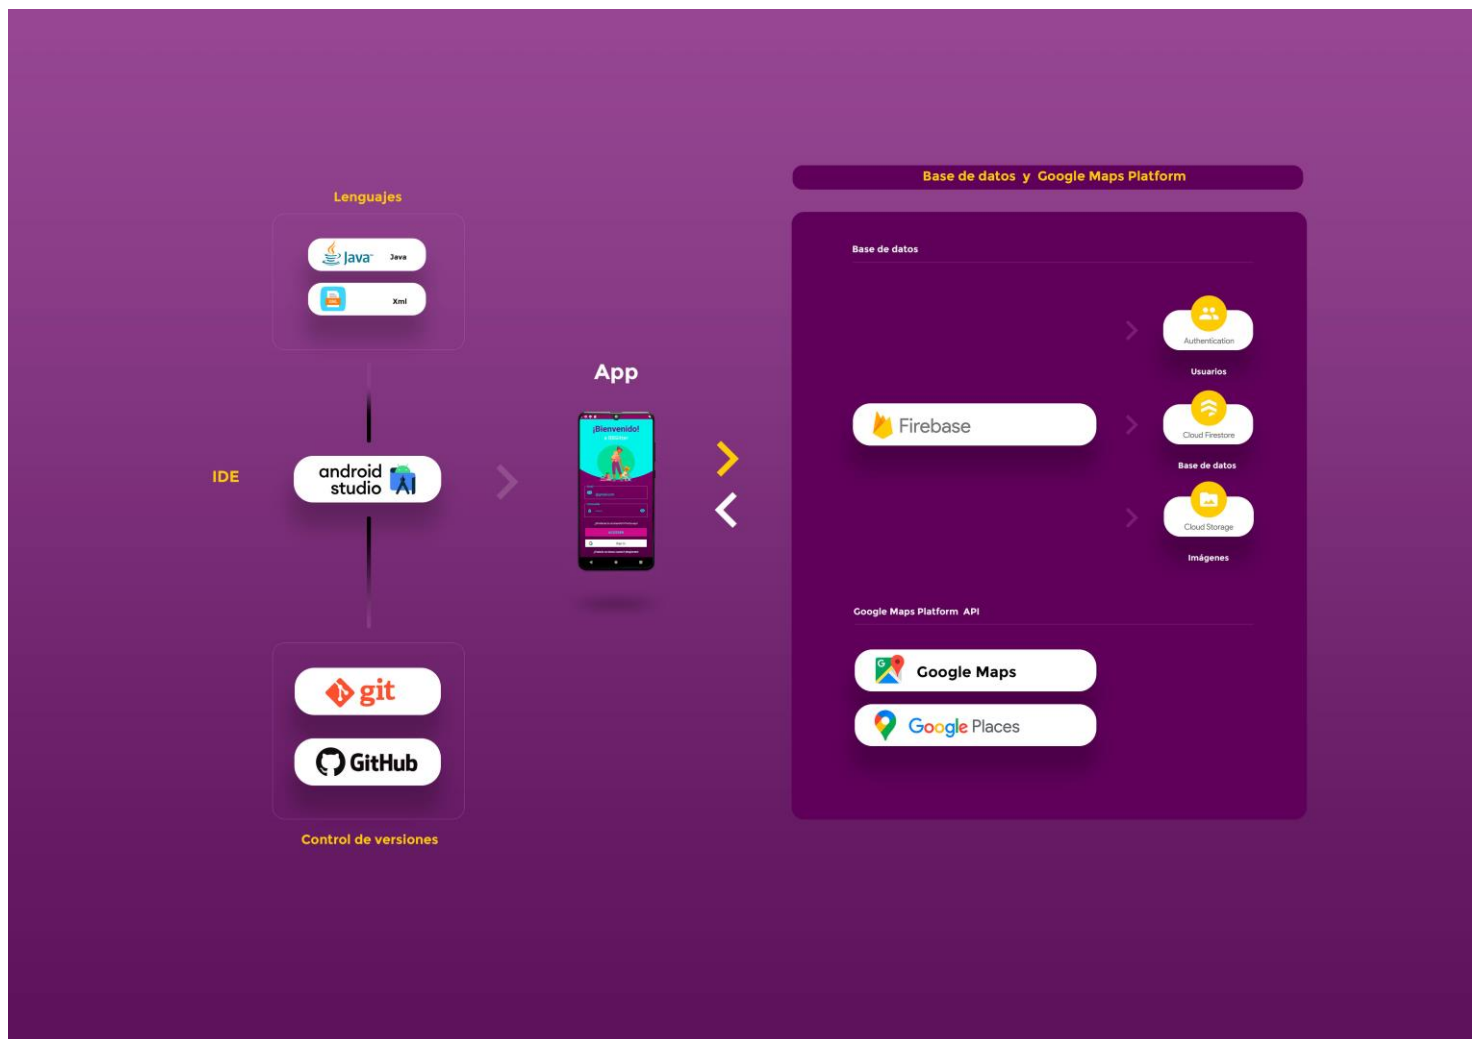 Lenguajes
Java
Java
Xml
IDE
android
studio
git
GitHub
Control de versiones
App
¡Bienvenido!
Base de datos y Google Maps Platform
Base de datos
Firebase
Authentication
Usuarios
Cloud Firestore
Base de datos
Cloud Storage
Imágenes
Google Maps Platform API
Google Maps
Google Places